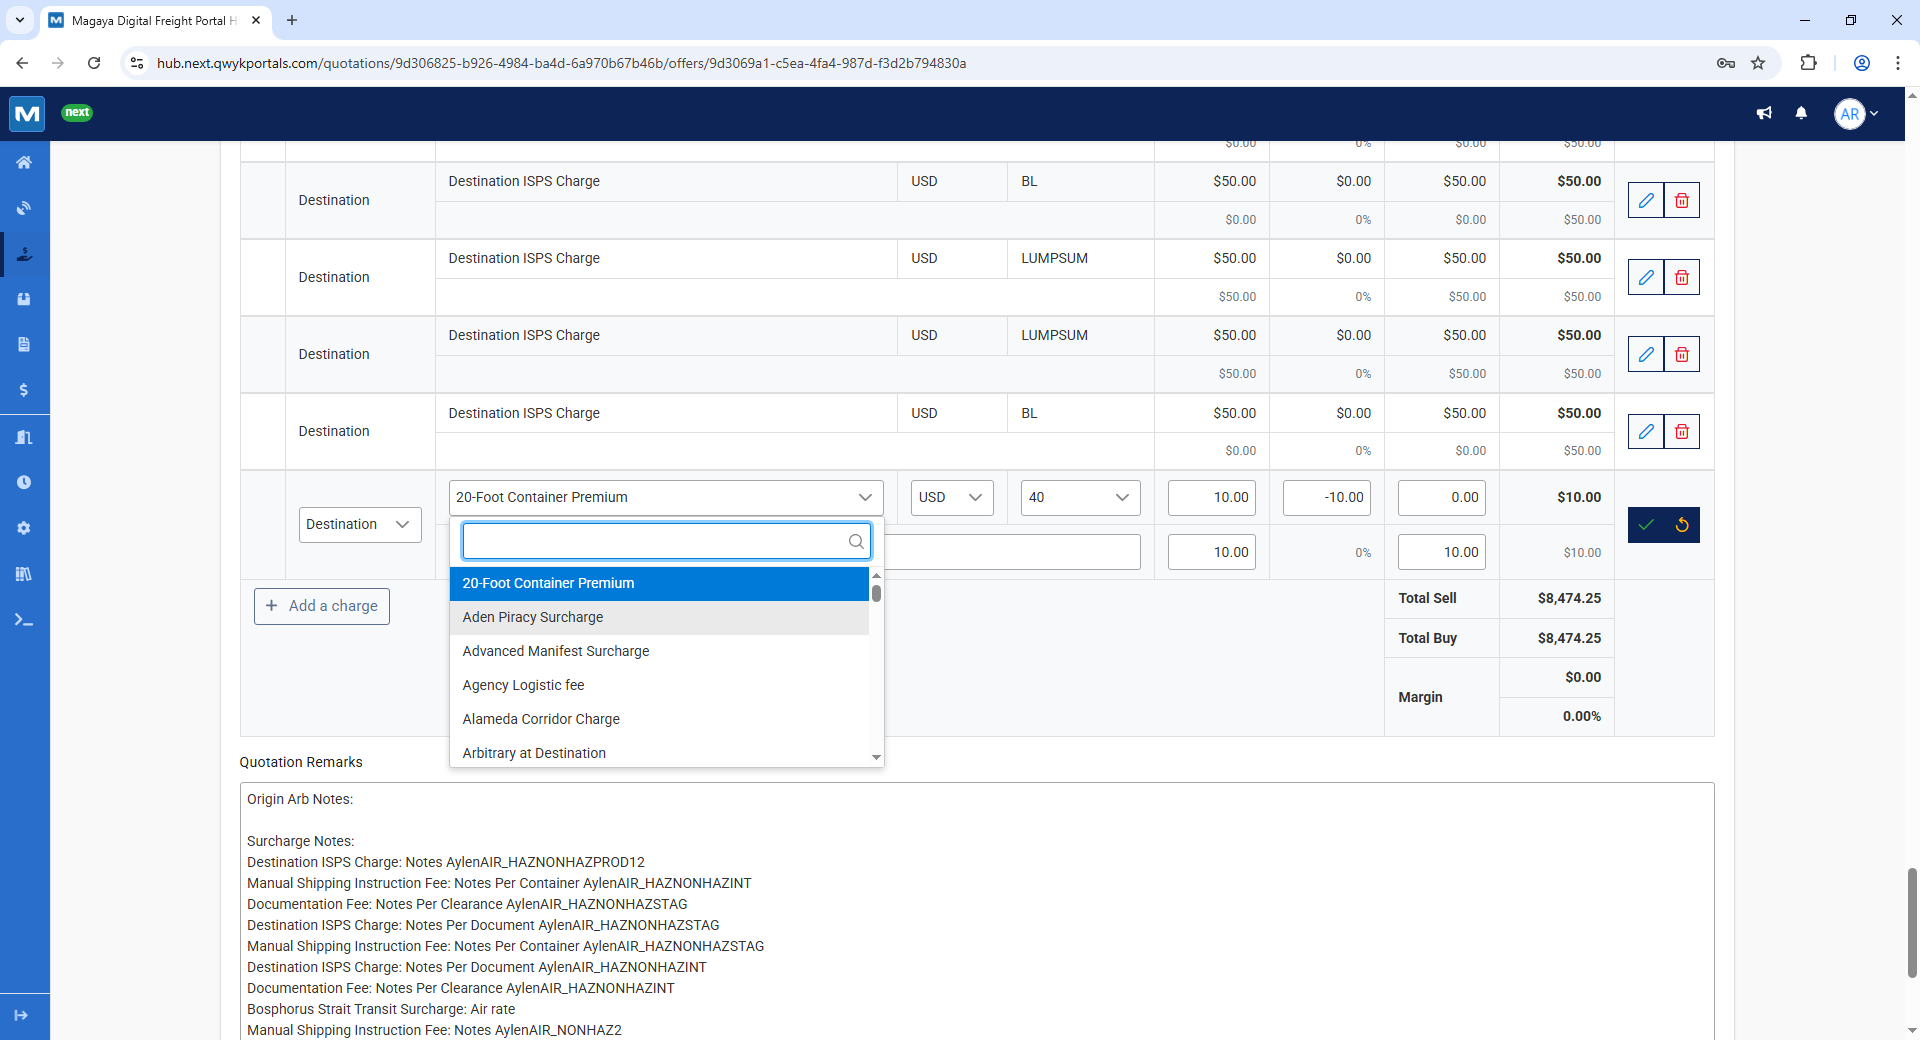 Magaya Digital Freight Portal H
hub.next.qwykportals.com/quotations/9d306825-b926-4984-ba4d-6a970b67b46b/offers/9d3069a1-c5ea-4fa4-987d-f3d2b794830a
M next AR
$0.00 0% $0.00 $50.00
Destination ISPS Charge USD BL $50.00 $0.00 $50.00 $50.00
Destination
$0.00 0% $0.00 $50.00
Destination ISPS Charge USD LUMPSUM $50.00 $0.00 $50.00 $50.00
Destination
$50.00 0% $50.00 $50.00
Destination ISPS Charge USD LUMPSUM $50.00 $0.00 $50.00 $50.00
Destination
$50.00 0% $50.00 $50.00
Destination ISPS Charge USD BL $50.00 $0.00 $50.00 $50.00
Destination
$0.00 0% $0.00 $50.00
20-Foot Container Premium USD 40 10.00 -10.00 0.00 $10.00
Destination
10.00 0% 10.00 $10.00
20-Foot Container Premium
Aden Piracy Surcharge
Advanced Manifest Surcharge
Agency Logistic fee
Alameda Corridor Charge
Arbitrary at Destination
+ Add a charge
Total Sell $8,474.25
Total Buy $8,474.25
$0.00
Margin
0.00%
Quotation Remarks
Origin Arb Notes:
Surcharge Notes:
Destination ISPS Charge: Notes AylenAIR_HAZNONHAZPROD12
Manual Shipping Instruction Fee: Notes Per Container AylenAIR_HAZNONHAZINT
Documentation Fee: Notes Per Clearance AylenAIR_HAZNONHAZSTAG
Destination ISPS Charge: Notes Per Document AylenAIR_HAZNONHAZSTAG
Manual Shipping Instruction Fee: Notes Per Container AylenAIR_HAZNONHAZSTAG
Destination ISPS Charge: Notes Per Document AylenAIR_HAZNONHAZINT
Documentation Fee: Notes Per Clearance AylenAIR_HAZNONHAZINT
Bosphorus Strait Transit Surcharge: Air rate
Manual Shipping Instruction Fee: Notes AylenAIR_NONHAZ2